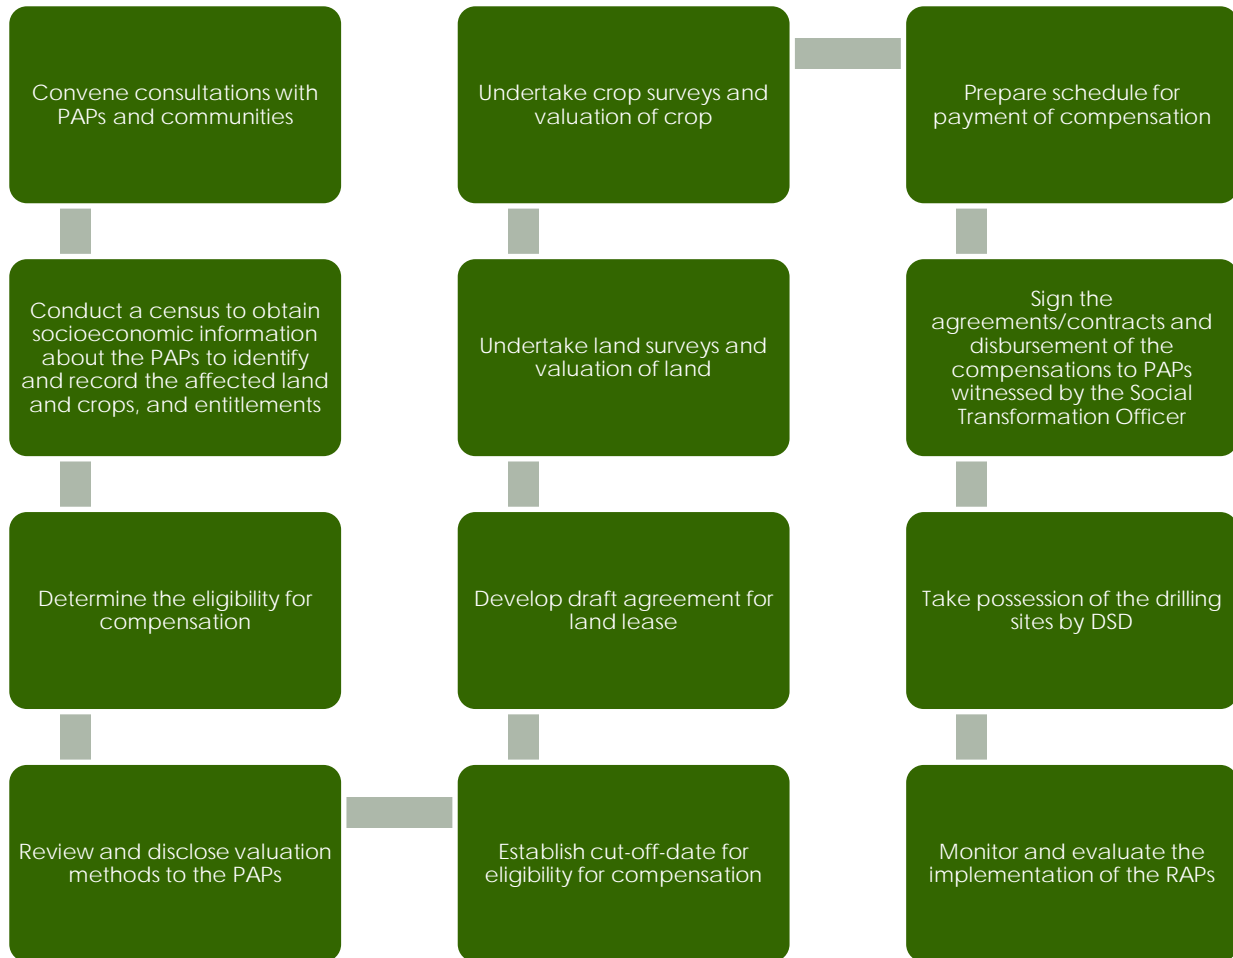 Convene consultations with
PAPs and communities
Conduct a census to obtain
socioeconomic information
about the PAPs to identify
and record the affected land
and crops, and entitlements
Determine the eligibility for
compensation
Review and disclose valuation
methods to the PAPs
Establish cut-off-date for
eligibility for compensation
Develop draft agreement for
land lease
Undertake land surveys and
valuation of land
Undertake crop surveys and
valuation of crop
Prepare schedule for
payment of compensation
Sign the
agreements/contracts and
disbursement of the
compensations to PAPs
witnessed by the Social
Transformation Officer
Take possession of the drilling
sites by DSD
Monitor and evaluate the
implementation of the RAPs